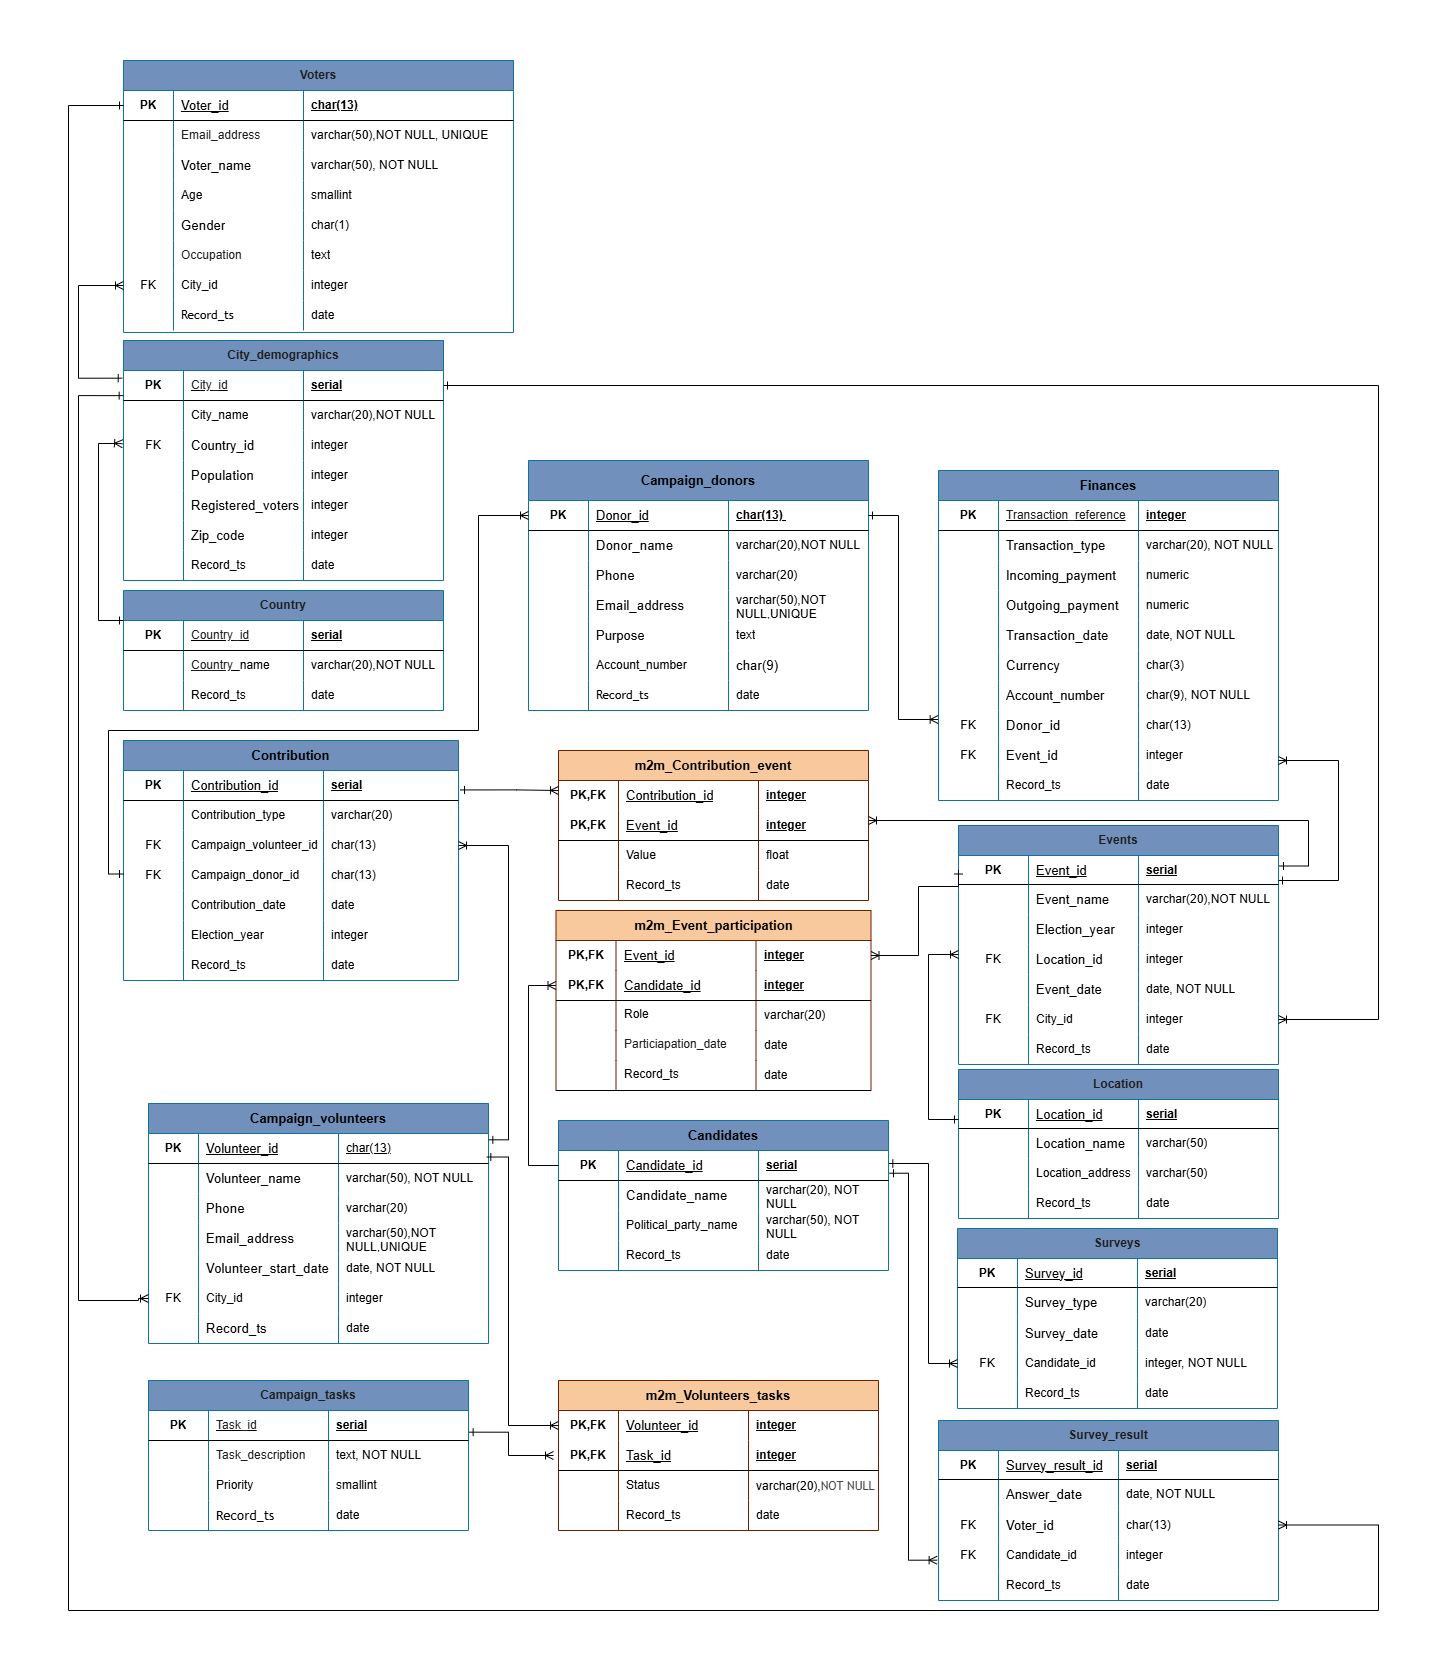 Voters
PK Voter_id char(13)
Email_address varchar(50),NOT NULL, UNIQUE
Voter_name varchar(50), NOT NULL
Age smallint
Gender char(1)
Occupation text
FK City_id integer
Record_ts date
City_demographics
PK City_id serial
City_name varchar(20),NOT NULL
FK Country_id integer
Population integer
Registered_voters integer
Zip_code integer
Record_ts date
Country
PK Country_id serial
Country_name varchar(20),NOT NULL
Record_ts date
Campaign_donors
PK Donor_id char(13)
Donor_name varchar(20),NOT NULL
Phone varchar(20)
Email_address varchar(50),NOT
NULL,UNIQUE
Purpose text
Account_number char(9)
Record_ts date
Finances
PK Transaction_reference integer
Transaction_type varchar(20), NOT NULL
Incoming_payment numeric
Outgoing_payment numeric
Transaction_date date, NOT NULL
Currency char(3)
Account_number char(9), NOT NULL
FK Donor_id char(13)
FK Event_id integer
Record_ts date
Contribution
PK Contribution_id serial
Contribution_type varchar(20)
FK Campaign_volunteer_id char(13)
FK Campaign_donor_id char(13)
Contribution_date date
Election_year integer
Record_ts date
m2m_Contribution_event
PK,FK Contribution_id integer
PK,FK Event_id integer
Value float
Record_ts date
m2m_Event_participation
PK,FK Event_id integer
PK,FK Candidate_id integer
Role varchar(20)
Particiapation_date date
Record_ts date
Events
PK Event_id serial
Event_name varchar(20),NOT NULL
Election_year integer
FK Location_id integer
Event_date date, NOT NULL
FK City_id integer
Record_ts date
Location
PK Location_id serial
Location_name varchar(50)
Location_address varchar(50)
Record_ts date
Campaign_volunteers
PK Volunteer_id char(13)
Volunteer_name varchar(50), NOT NULL
Phone varchar(20)
Email_address varchar(50),NOT
NULL,UNIQUE
Volunteer_start_date date, NOT NULL
FK City_id integer
Record_ts date
Candidates
PK Candidate_id serial
Candidate_name varchar(20), NOT
NULL
Political_party_name varchar(50), NOT
NULL
Record_ts date
Surveys
PK Survey_id serial
Survey_type varchar(20)
Survey_date date
FK Candidate_id integer, NOT NULL
Record_ts date
Campaign_tasks
PK Task_id serial
Task_description text, NOT NULL
Priority smallint
Record_ts date
m2m_Volunteers_tasks
PK,FK Volunteer_id integer
PK,FK Task_id integer
Status varchar(20),NOT NULL
Record_ts date
Survey_result
PK Survey_result_id serial
Answer_date date, NOT NULL
FK Voter_id char(13)
FK Candidate_id integer
Record_ts date